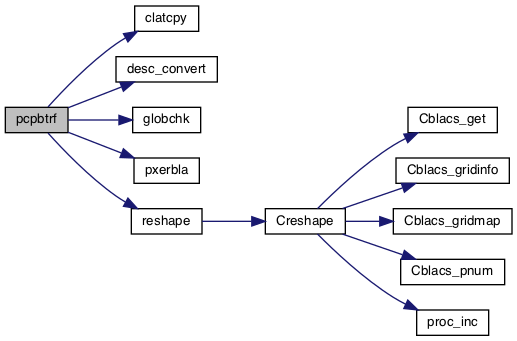 pcpbtrf
clatcpy
desc_convert
globchk
pxerbla
reshape
Creshape
Cblacs_get
Cblacs_gridinfo
Cblacs_gridmap
Cblacs_pnum
proc_inc